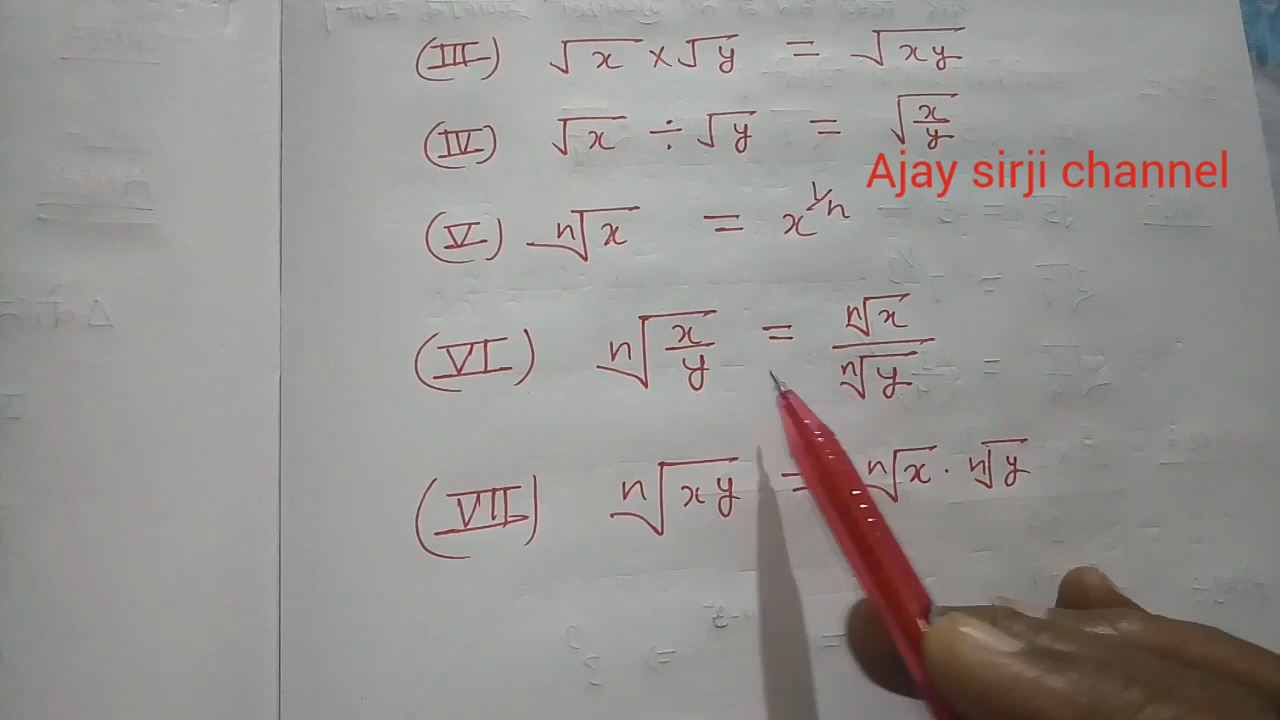 (III) √x × √y = √xy
(IV) √x ÷ √y = √(x/y)
Ajay sirji channel
(V) ⁿ√x = x^1/n
(VI) ⁿ√(x/y) = ⁿ√x / ⁿ√y
(VII) ⁿ√xy = ⁿ√x · ⁿ√y